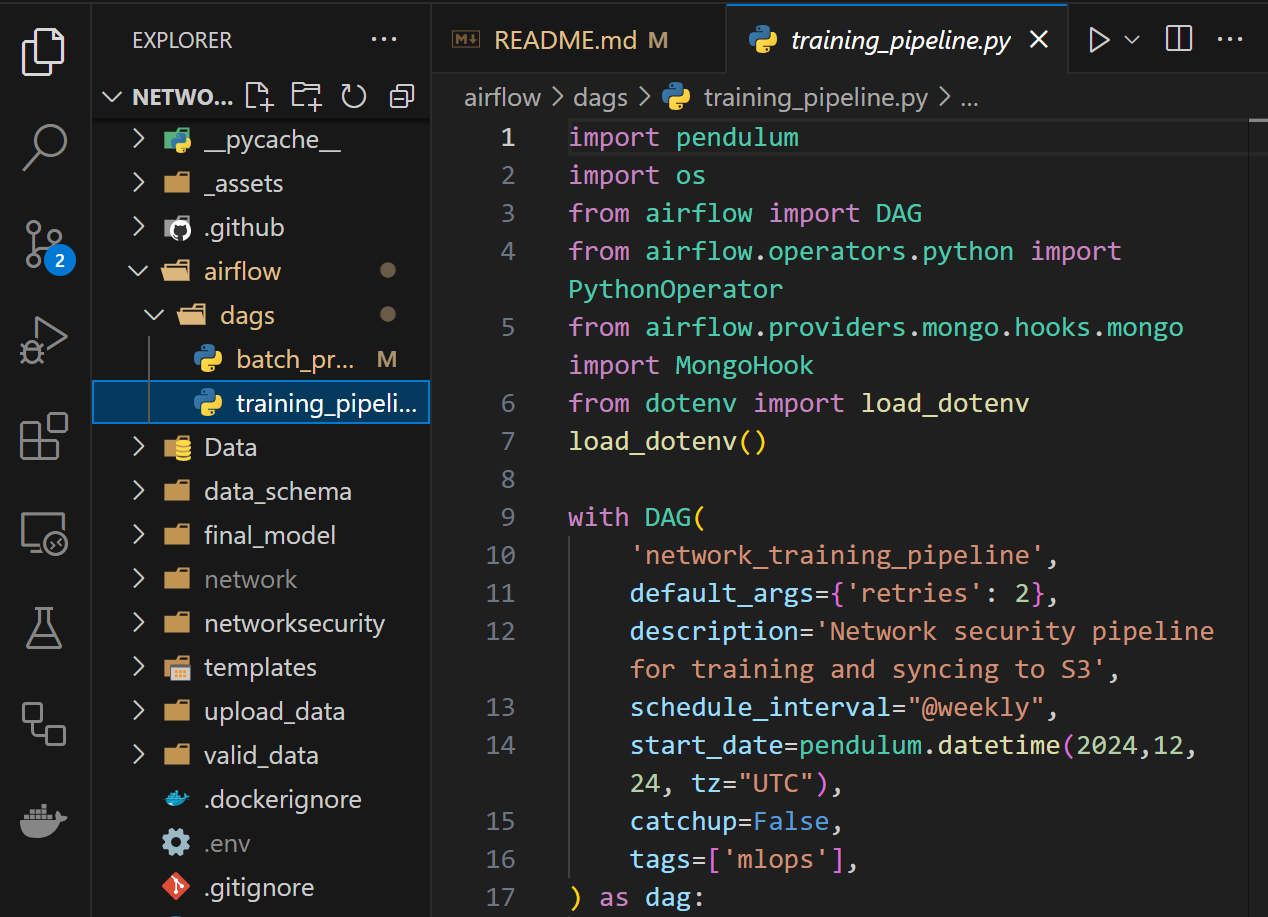 EXPLORER
NETWO...
__pycache__
_assets
.github
airflow
dags
batch_pr... M
training_pipeli...
Data
data_schema
final_model
network
networksecurity
templates
upload_data
valid_data
.dockerignore
.env
.gitignore
2
README.md M
training_pipeline.py
airflow > dags > training_pipeline.py > ...
1 import pendulum
2 import os
3 from airflow import DAG
4 from airflow.operators.python import
PythonOperator
5 from airflow.providers.mongo.hooks.mongo
import MongoHook
6 from dotenv import load_dotenv
7 load_dotenv()
8
9 with DAG(
10 'network_training_pipeline',
11 default_args={'retries': 2},
12 description='Network security pipeline
for training and syncing to S3',
13 schedule_interval="@weekly",
14 start_date=pendulum.datetime(2024,12,
24, tz="UTC"),
15 catchup=False,
16 tags=['mlops'],
17 ) as dag: